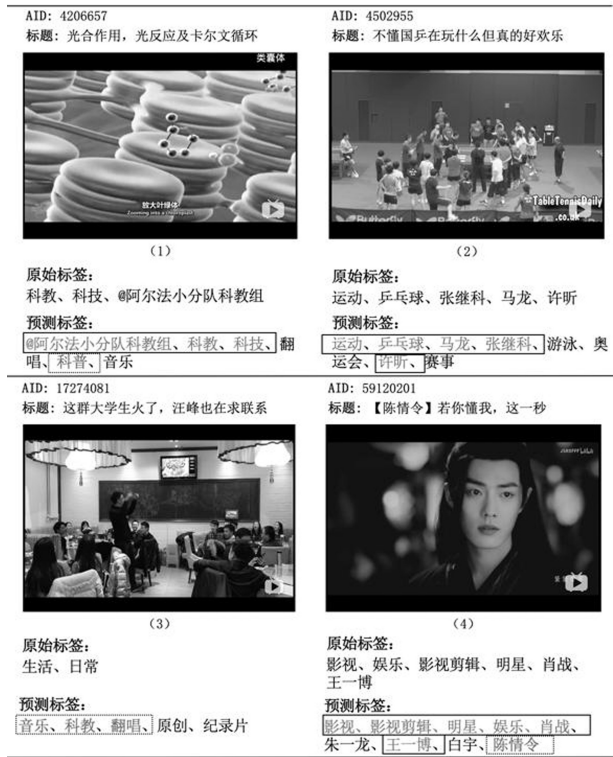 AID: 4206657
标题: 光合作用，光反应及卡尔文循环
类囊体
放大叶绿体
Zooming into a chloroplast
(1)
原始标签:
科教、科技、@阿尔法小分队科教组
预测标签:
@阿尔法小分队科教组、科教、科技、翻
唱、科普、音乐
AID: 4502955
标题: 不懂国乒在玩什么但真的好欢乐
Butterfly
TableTennisDaily
.co.uk
(2)
原始标签:
运动、乒乓球、张继科、马龙、许昕
预测标签:
运动、乒乓球、马龙、张继科、游泳、奥
运会、许昕、赛事
AID: 17274081
标题: 这群大学生火了，汪峰也在求联系
(3)
原始标签:
生活、日常
预测标签:
音乐、科教、翻唱、原创、纪录片
AID: 59120201
标题: 【陈情令】若你懂我，这一秒
(4)
原始标签:
影视、娱乐、影视剪辑、明星、肖战、
王一博
预测标签:
影视、影视剪辑、明星、娱乐、肖战、
朱一龙、王一博、白宇、陈情令